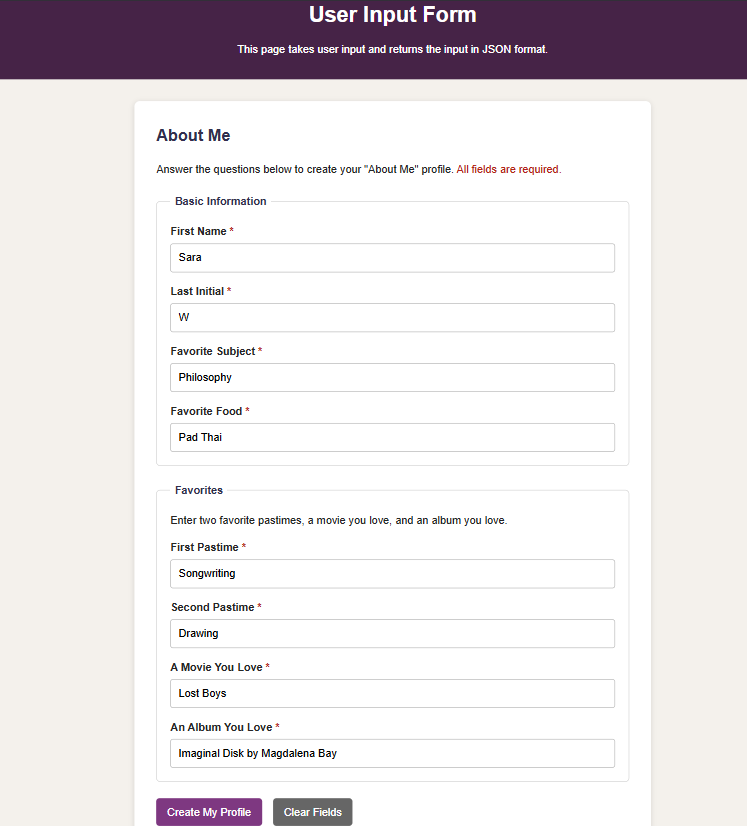 User Input Form
This page takes user input and returns the input in JSON format.
About Me
Answer the questions below to create your "About Me" profile. All fields are required.
Basic Information
First Name *
Sara
Last Initial *
W
Favorite Subject *
Philosophy
Favorite Food *
Pad Thai
Favorites
Enter two favorite pastimes, a movie you love, and an album you love.
First Pastime *
Songwriting
Second Pastime *
Drawing
A Movie You Love *
Lost Boys
An Album You Love *
Imaginal Disk by Magdalena Bay
Create My Profile Clear Fields